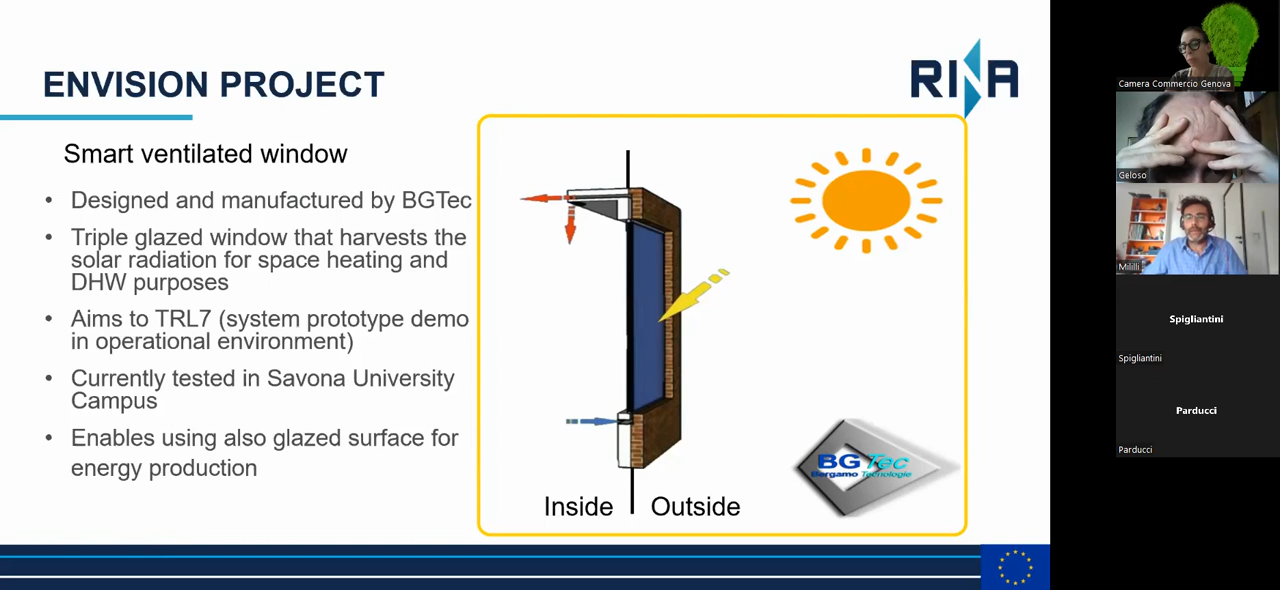 ENVISION PROJECT
RINA
Smart ventilated window
• Designed and manufactured by BGTec
• Triple glazed window that harvests the
solar radiation for space heating and
DHW purposes
• Aims to TRL7 (system prototype demo
in operational environment)
• Currently tested in Savona University
Campus
• Enables using also glazed surface for
energy production
BG Tec
Bergamo Tecnologie
Inside
Outside
Camera Commercio Genova
Geloso
Mililli
Spigliantini
Spigliantini
Parducci
Parducci